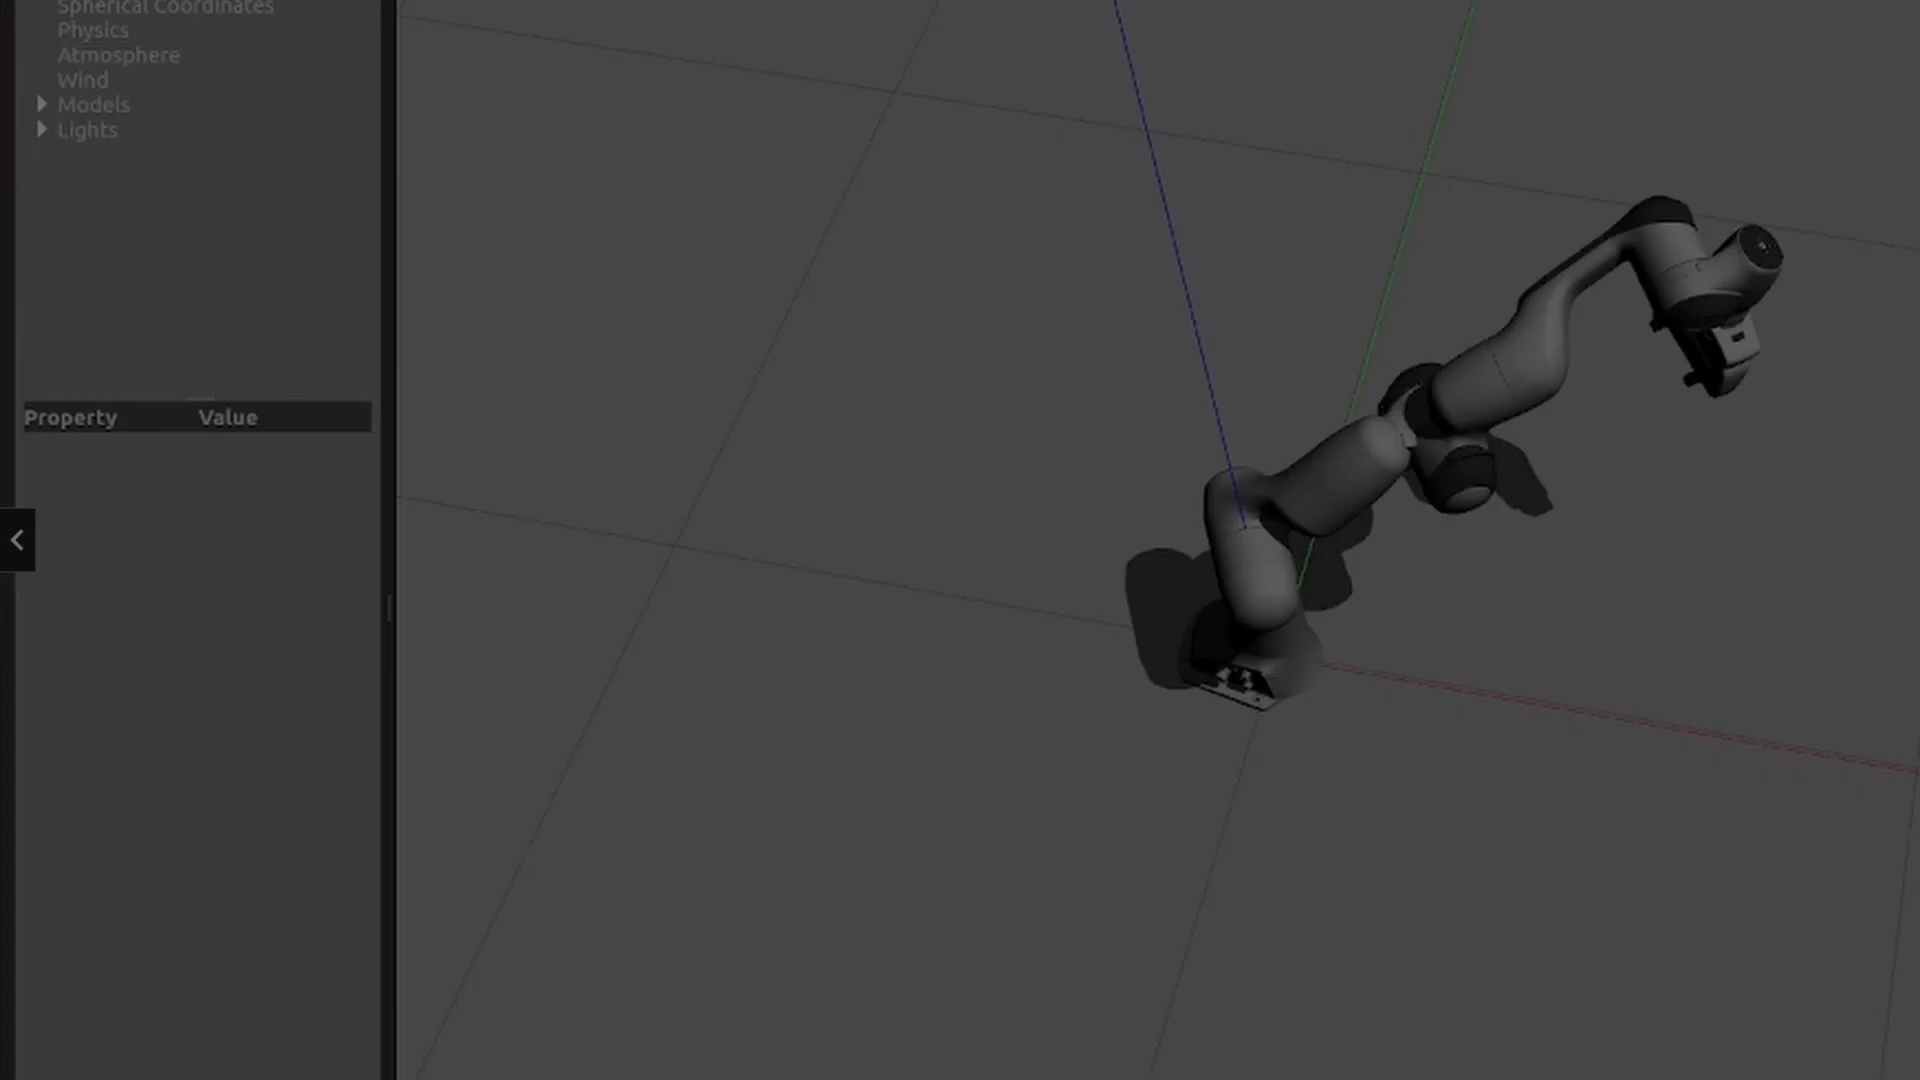 Spherical Coordinates
Physics
Atmosphere
Wind
Models
Lights
Property Value